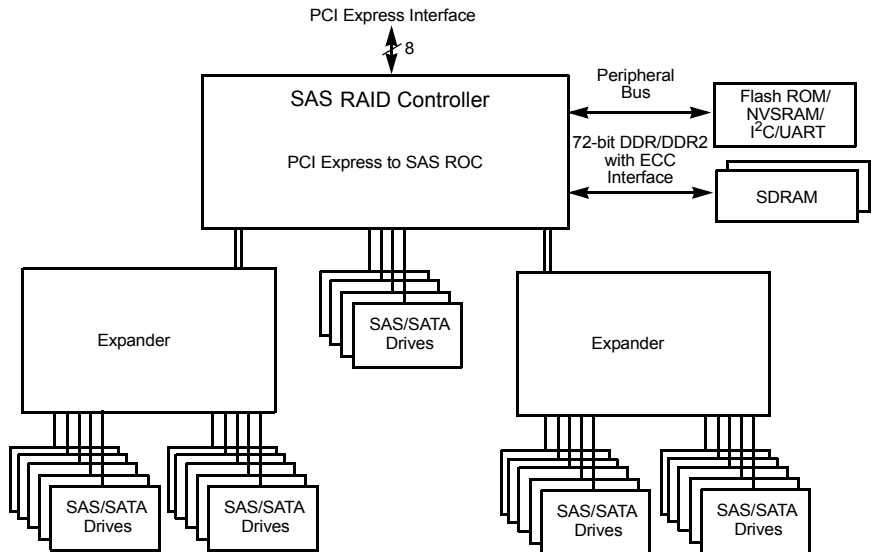 PCI Express Interface
8
SAS RAID Controller
PCI Express to SAS ROC
Peripheral
Bus
Flash ROM/
NVSRAM/
I²C/UART
72-bit DDR/DDR2
with ECC
Interface
SDRAM
SAS/SATA
Drives
Expander
Expander
SAS/SATA
Drives
SAS/SATA
Drives
SAS/SATA
Drives
SAS/SATA
Drives